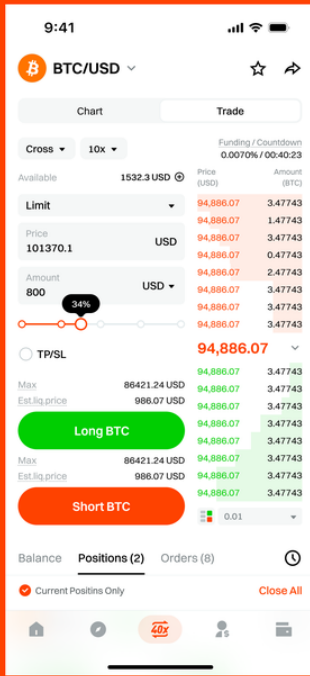 9:41
BTC/USD
Chart Trade
Cross 10x
Funding / Countdown
0.0070% / 00:40:23
Available 1532.3 USD
Price (USD) Amount (BTC)
Limit
Price
101370.1 USD
Amount
800 USD
34%
TP/SL
Max 86421.24 USD
Est.liq.price 986.07 USD
Long BTC
Max 86421.24 USD
Est.liq.price 986.07 USD
Short BTC
94,886.07 3.47743
94,886.07 1.47743
94,886.07 3.47743
94,886.07 0.47743
94,886.07 2.47743
94,886.07 3.47743
94,886.07 3.47743
94,886.07 3.47743
94,886.07
94,886.07 3.47743
94,886.07 3.47743
94,886.07 3.47743
94,886.07 3.47743
94,886.07 3.47743
94,886.07 3.47743
94,886.07 3.47743
94,886.07 3.47743
0.01
Balance Positions (2) Orders (8)
Current Positins Only Close All
40x